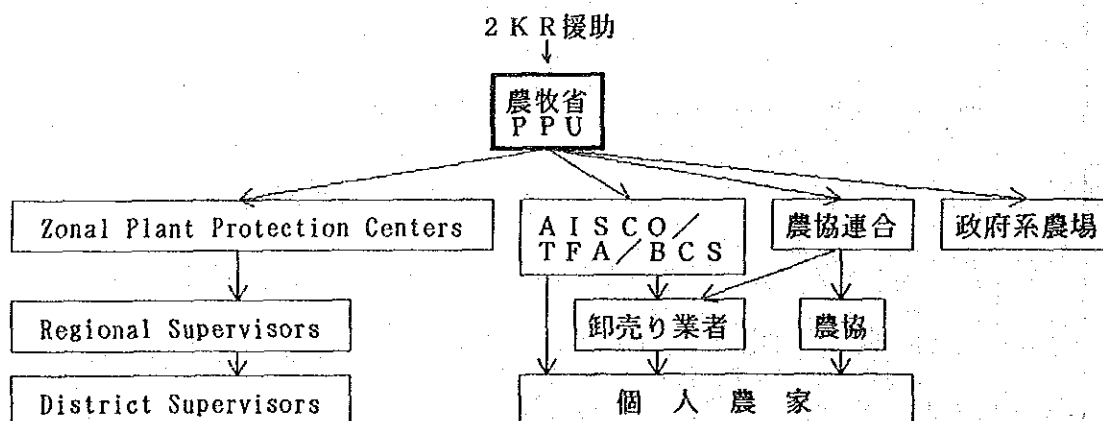 2KR援助
農牧省
PPU
Zonal Plant Protection Centers
AISCO/
TFA/BCS
農協連合
政府系農場
Regional Supervisors
卸売り業者
農協
District Supervisors
個人農家